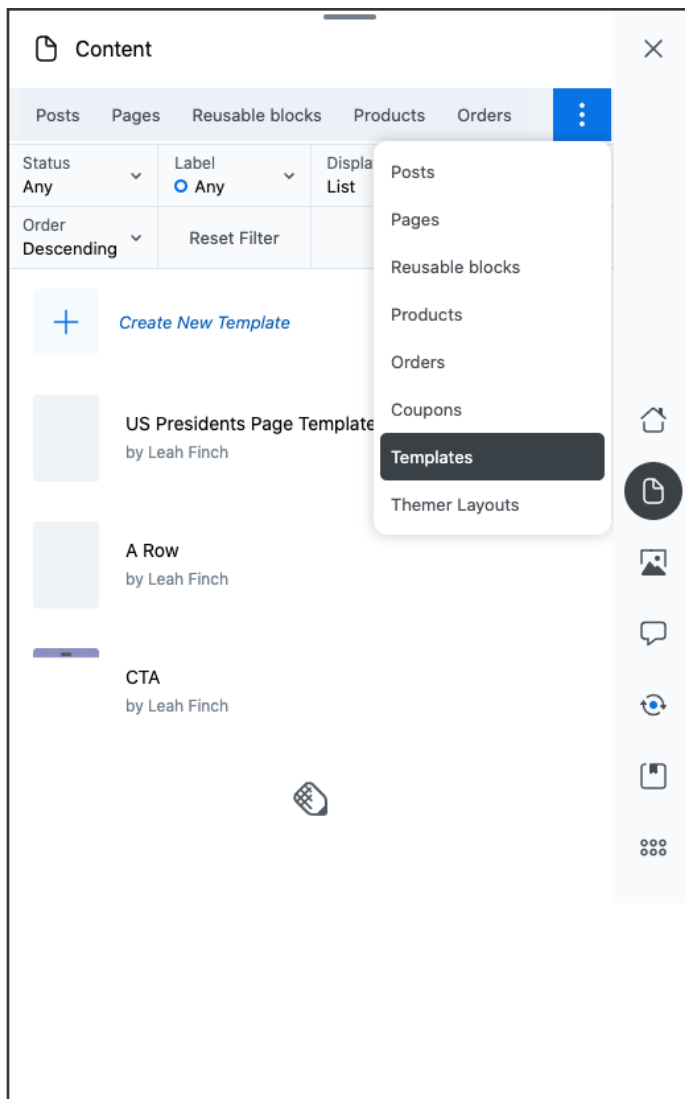 Content
Posts Pages Reusable blocks Products Orders
Status
Any
Label
Any
Displa
List
Order
Descending
Reset Filter
Posts
Pages
Reusable blocks
Products
Orders
Coupons
Templates
Themer Layouts
Create New Template
US Presidents Page Template
by Leah Finch
A Row
by Leah Finch
CTA
by Leah Finch